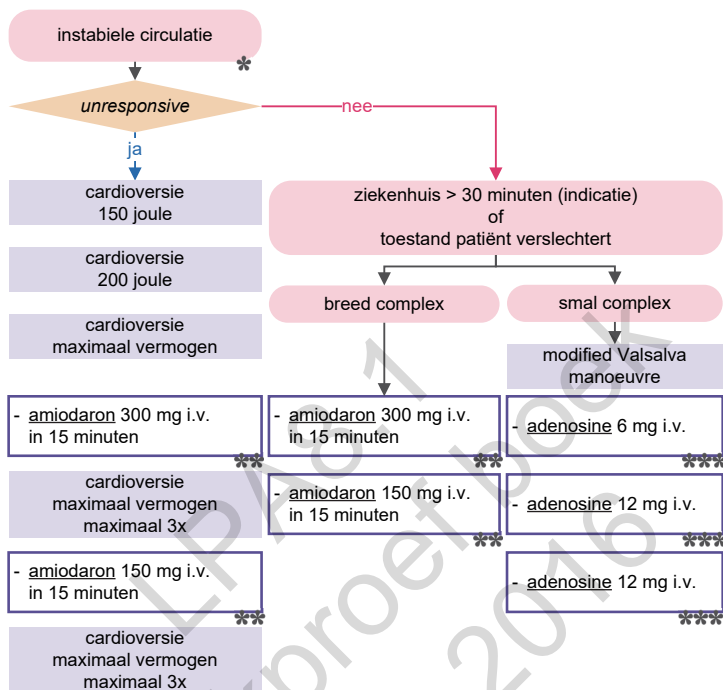 instabiele circulatie
*
unresponsive
nee
ja
cardioversie
150 joule
cardioversie
200 joule
cardioversie
maximaal vermogen
- amiodaron 300 mg i.v.
in 15 minuten
**
cardioversie
maximaal vermogen
maximaal 3x
- amiodaron 150 mg i.v.
in 15 minuten
**
cardioversie
maximaal vermogen
maximaal 3x
ziekenhuis > 30 minuten (indicatie)
of
toestand patiënt verslechtert
breed complex
- amiodaron 300 mg i.v.
in 15 minuten
**
- amiodaron 150 mg i.v.
in 15 minuten
**
smal complex
modified Valsalva
manoeuvre
- adenosine 6 mg i.v.
***
- adenosine 12 mg i.v.
***
- adenosine 12 mg i.v.
***
LPA8.1
proef boek
2016